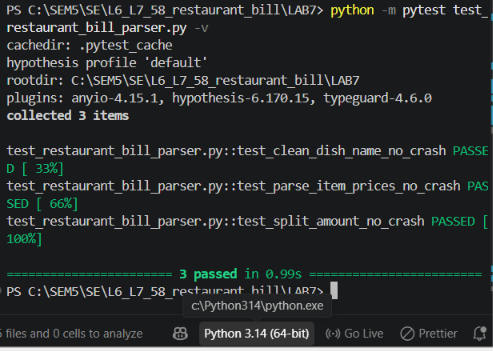 PS C:\SEM5\SE\L6_L7_58_restaurant_bill\LAB7> python -m pytest test_
restaurant_bill_parser.py -v
cachedir: .pytest_cache
hypothesis profile 'default'
rootdir: C:\SEM5\SE\L6_L7_58_restaurant_bill\LAB7
plugins: anyio-4.15.1, hypothesis-6.170.15, typeguard-4.6.0
collected 3 items
test_restaurant_bill_parser.py::test_clean_dish_name_no_crash PASSE
D [ 33%]
test_restaurant_bill_parser.py::test_parse_item_prices_no_crash PAS
SED [ 66%]
test_restaurant_bill_parser.py::test_split_amount_no_crash PASSED [
100%]
======================= 3 passed in 0.99s ========================
PS C:\SEM5\SE\L6_L7_58_restaurant_bill\LAB7>
c:\Python314\python.exe
files and 0 cells to analyze Python 3.14 (64-bit) Go Live Prettier